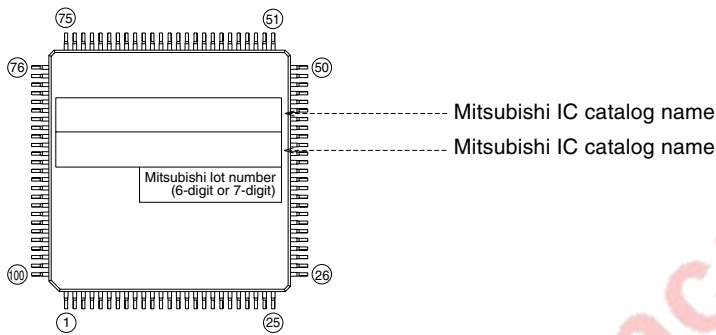 75 51
76 50
Mitsubishi IC catalog name
Mitsubishi IC catalog name
Mitsubishi lot number
(6-digit or 7-digit)
100 26
1 25